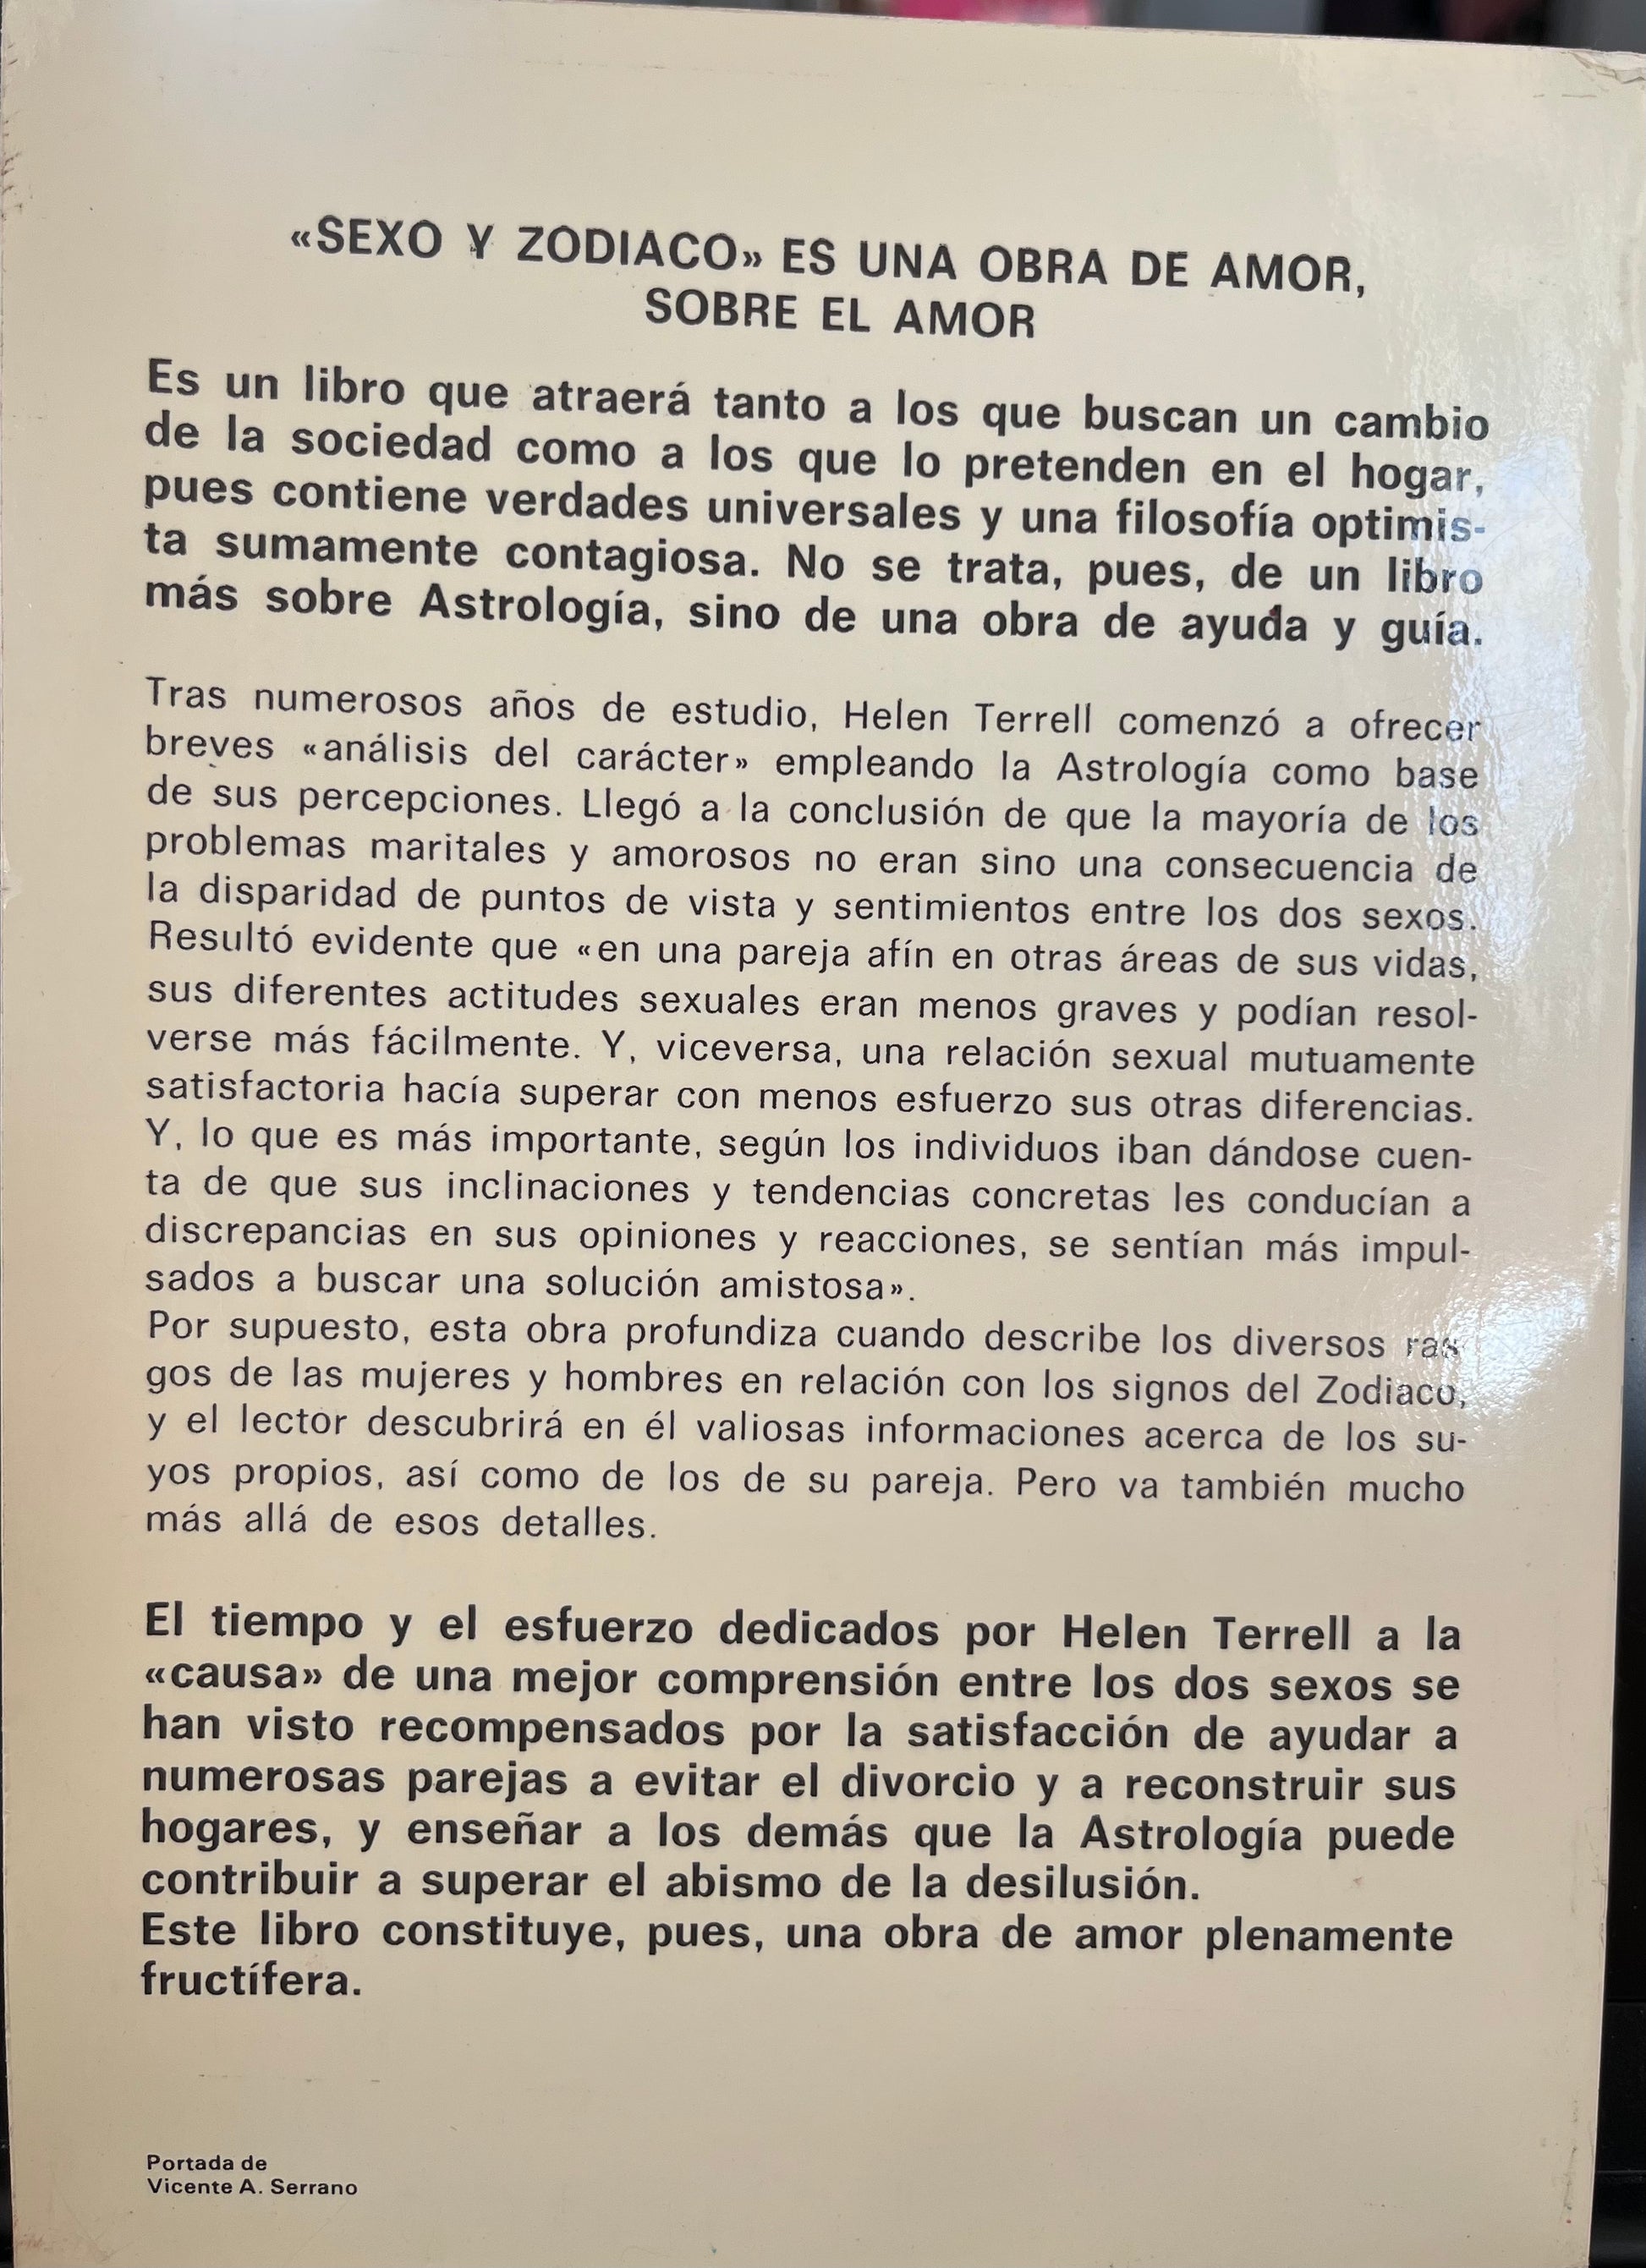 «SEXO Y ZODIACO» ES UNA OBRA DE AMOR,
SOBRE EL AMOR
Es un libro que atraerá tanto a los que buscan un cambio
de la sociedad como a los que lo pretenden en el hogar,
pues contiene verdades universales y una filosofía optimis-
ta sumamente contagiosa. No se trata, pues, de un libro
más sobre Astrología, sino de una obra de ayuda y guía.
Tras numerosos años de estudio, Helen Terrell comenzó a ofrecer
breves «análisis del carácter» empleando la Astrología como base
de sus percepciones. Llegó a la conclusión de que la mayoría de los
problemas maritales y amorosos no eran sino una consecuencia de
la disparidad de puntos de vista y sentimientos entre los dos sexos.
Resultó evidente que «en una pareja afín en otras áreas de sus vidas,
sus diferentes actitudes sexuales eran menos graves y podían resol-
verse más fácilmente. Y, viceversa, una relación sexual mutuamente
satisfactoria hacía superar con menos esfuerzo sus otras diferencias.
Y, lo que es más importante, según los individuos iban dándose cuen-
ta de que sus inclinaciones y tendencias concretas les conducían a
discrepancias en sus opiniones y reacciones, se sentían más impul-
sados a buscar una solución amistosa».
Por supuesto, esta obra profundiza cuando describe los diversos ras-
gos de las mujeres y hombres en relación con los signos del Zodiaco,
y el lector descubrirá en él valiosas informaciones acerca de los su-
yos propios, así como de los de su pareja. Pero va también mucho
más allá de esos detalles.
El tiempo y el esfuerzo dedicados por Helen Terrell a la
«causa» de una mejor comprensión entre los dos sexos se
han visto recompensados por la satisfacción de ayudar a
numerosas parejas a evitar el divorcio y a reconstruir sus
hogares, y enseñar a los demás que la Astrología puede
contribuir a superar el abismo de la desilusión.
Este libro constituye, pues, una obra de amor plenamente
fructífera.
Portada de
Vicente A. Serrano